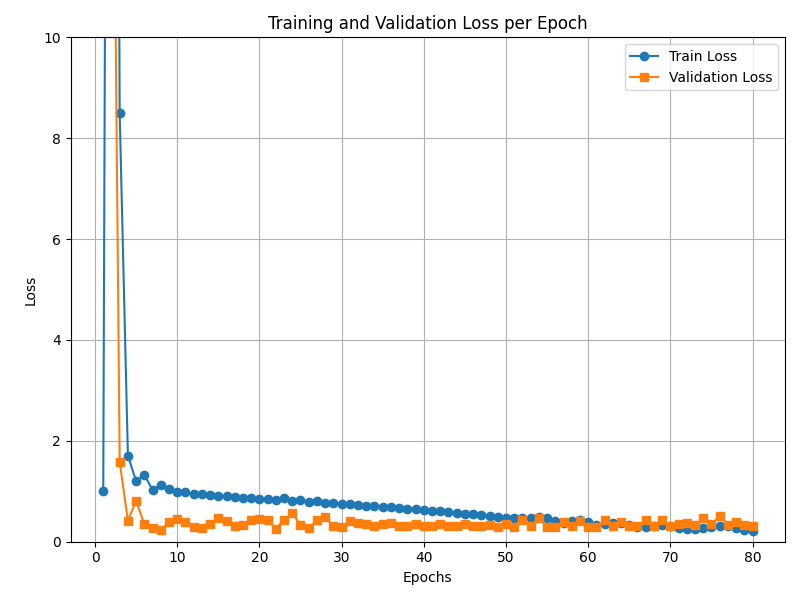 Training and Validation Loss per Epoch
Train Loss
Validation Loss
Loss
10
8
6
4
2
0
0 10 20 30 40 50 60 70 80
Epochs